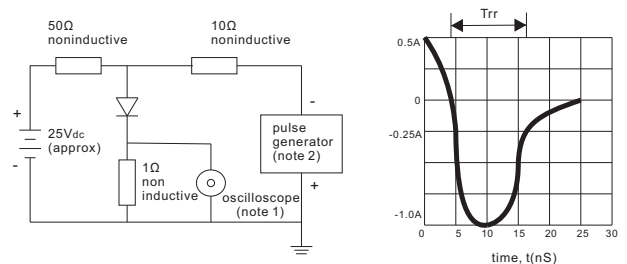 50Ω
noninductive
10Ω
noninductive
+
25Vdc
(approx)
-
1Ω
non
inductive
oscilloscope
(note 1)
-
pulse
generator
(note 2)
+
Trr
0.5A
0
-0.25A
-1.0A
0 5 10 15 20 25 30
time, t(nS)